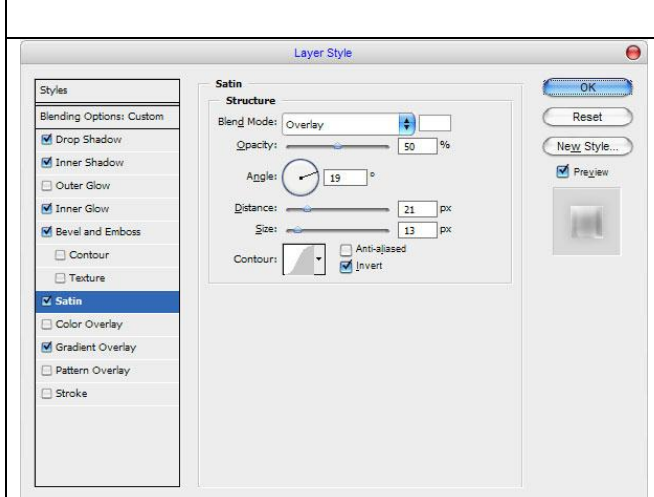 Layer Style
Styles
Blending Options: Custom
Drop Shadow
Inner Shadow
Outer Glow
Inner Glow
Bevel and Emboss
Contour
Texture
Satin
Color Overlay
Gradient Overlay
Pattern Overlay
Stroke
Satin
Structure
Blend Mode: Overlay
Opacity: 50 %
Angle: 19 °
Distance: 21 px
Size: 13 px
Contour: Anti-aliased
Invert
OK
Reset
New Style...
Preview